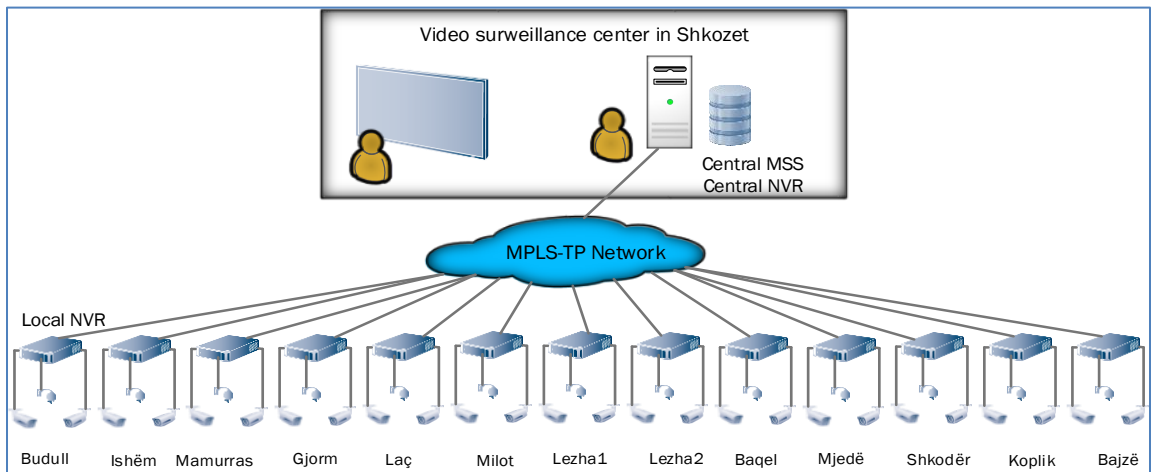 Video surweillance center in Shkozet
Central MSS
Central NVR
MPLS-TP Network
Local NVR
Budull Ishëm Mamurras Gjorm Laç Milot Lezha1 Lezha2 Baqel Mjedë Shkodër Koplik Bajzë